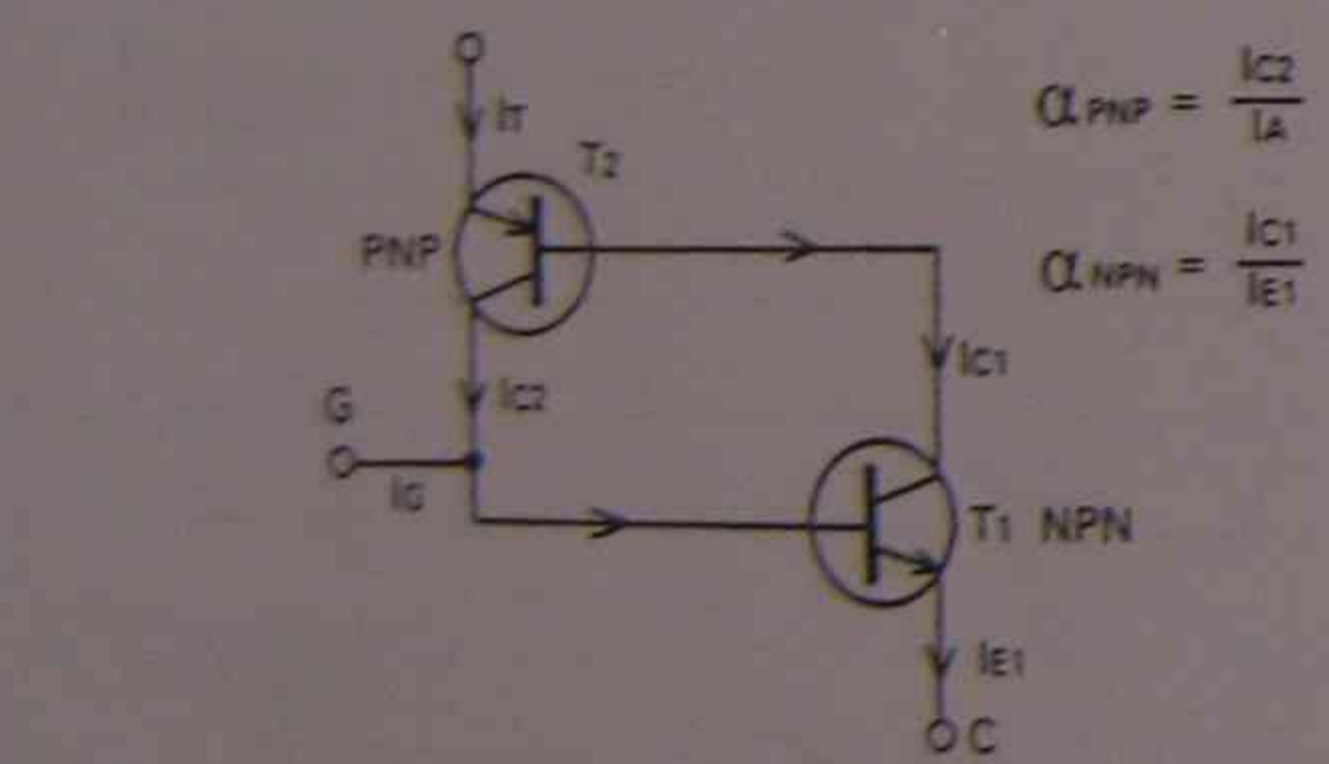 IT
T2
αPNP = IC2 / IA
PNP
αNPN = IC1 / IE1
IC1
G
IC2
IG
T1 NPN
IE1
C